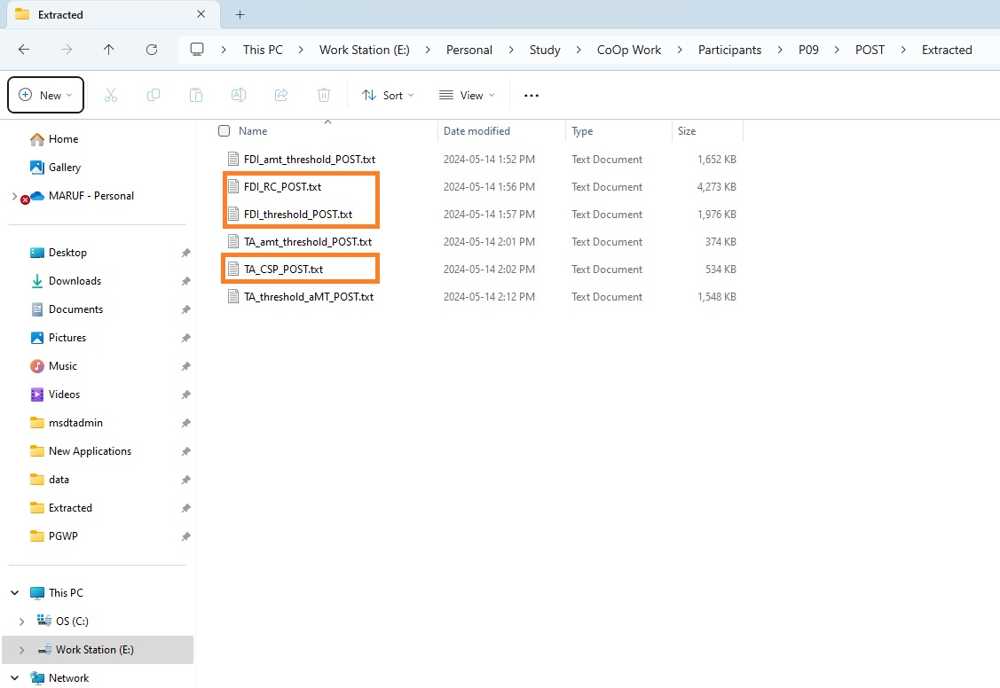 Extracted
This PC > Work Station (E:) > Personal > Study > CoOp Work > Participants > P09 > POST > Extracted
New Sort View ...
Name Date modified Type Size
Home
Gallery
MARUF - Personal
FDI_amt_threshold_POST.txt 2024-05-14 1:52 PM Text Document 1,652 KB
FDI_RC_POST.txt 2024-05-14 1:56 PM Text Document 4,273 KB
FDI_threshold_POST.txt 2024-05-14 1:57 PM Text Document 1,976 KB
TA_amt_threshold_POST.txt 2024-05-14 2:01 PM Text Document 374 KB
TA_CSP_POST.txt 2024-05-14 2:02 PM Text Document 534 KB
TA_threshold_aMT_POST.txt 2024-05-14 2:12 PM Text Document 1,548 KB
Desktop
Downloads
Documents
Pictures
Music
Videos
msdtadmin
New Applications
data
Extracted
PGWP
This PC
OS (C:)
Work Station (E:)
Network